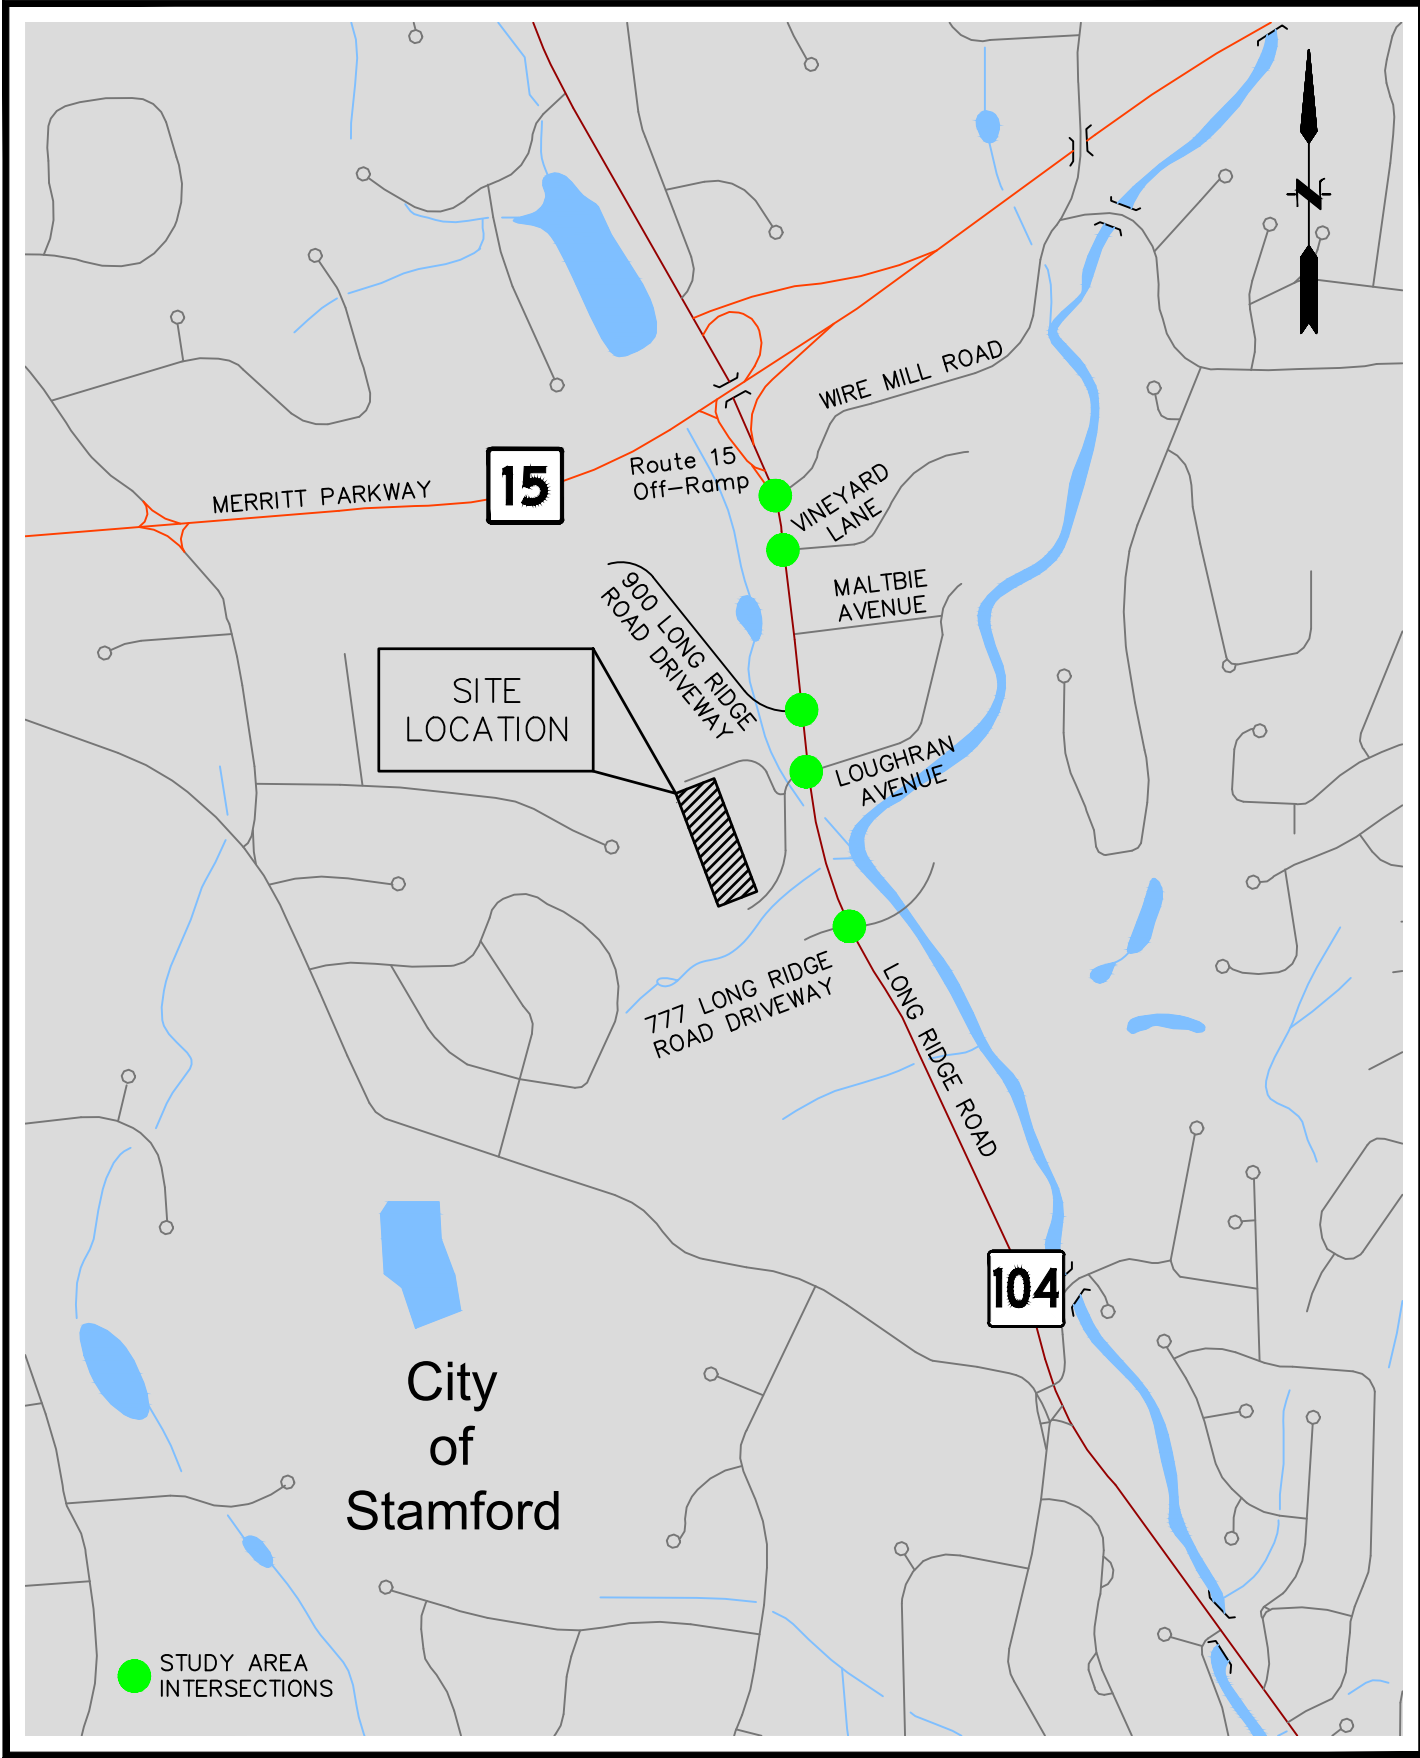 N
WIRE MILL ROAD
MERRITT PARKWAY
15
Route 15
Off-Ramp
VINEYARD
LANE
MALTBIE
AVENUE
900 LONG RIDGE
ROAD DRIVEWAY
SITE
LOCATION
LOUGHRAN
AVENUE
777 LONG RIDGE
ROAD DRIVEWAY
LONG RIDGE ROAD
104
City
of
Stamford
STUDY AREA
INTERSECTIONS